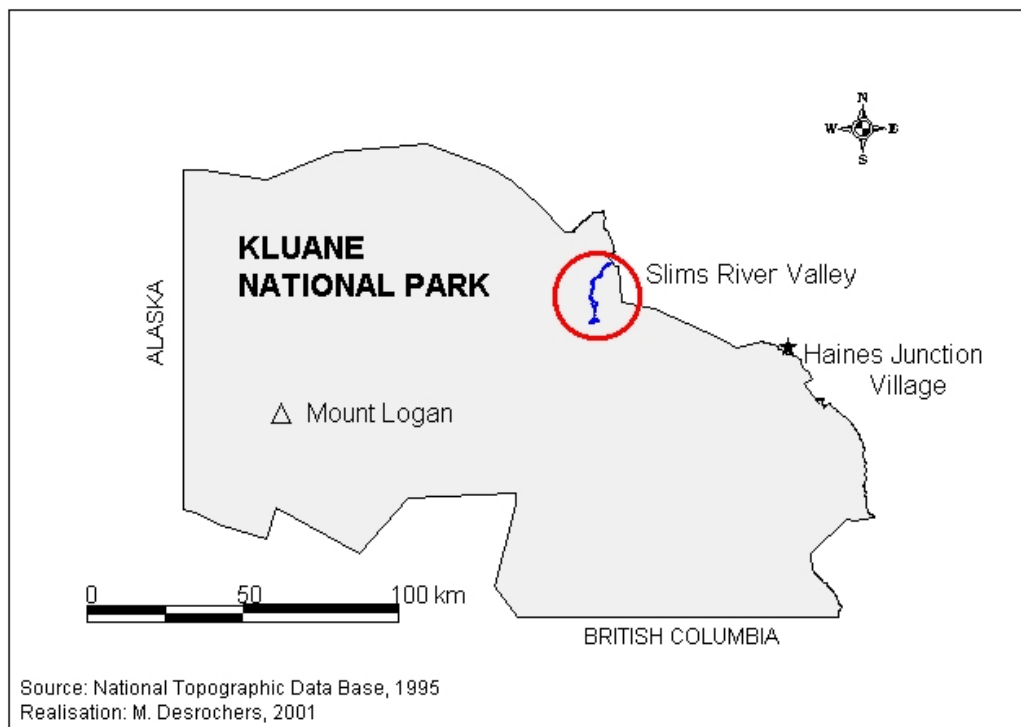 N
W E
S
KLUANE
NATIONAL PARK
Slims River Valley
ALASKA
Haines Junction
Village
Mount Logan
0 50 100 km
BRITISH COLUMBIA
Source: National Topographic Data Base, 1995
Realisation: M. Desrochers, 2001